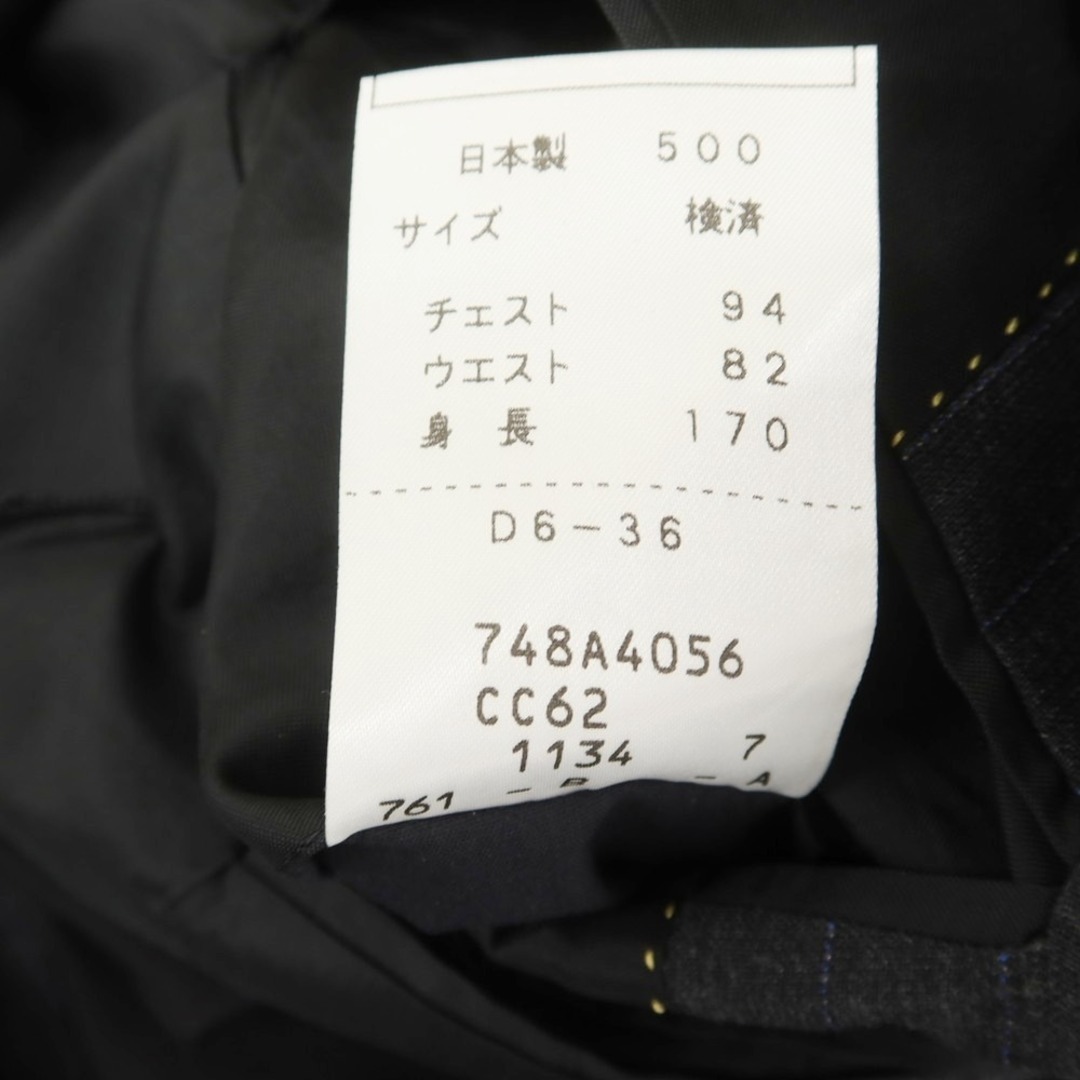 日本製 500
サイズ 検済
チェスト 94
ウエスト 82
身長 170
D6-36
748A4056
CC62
1134 7
761